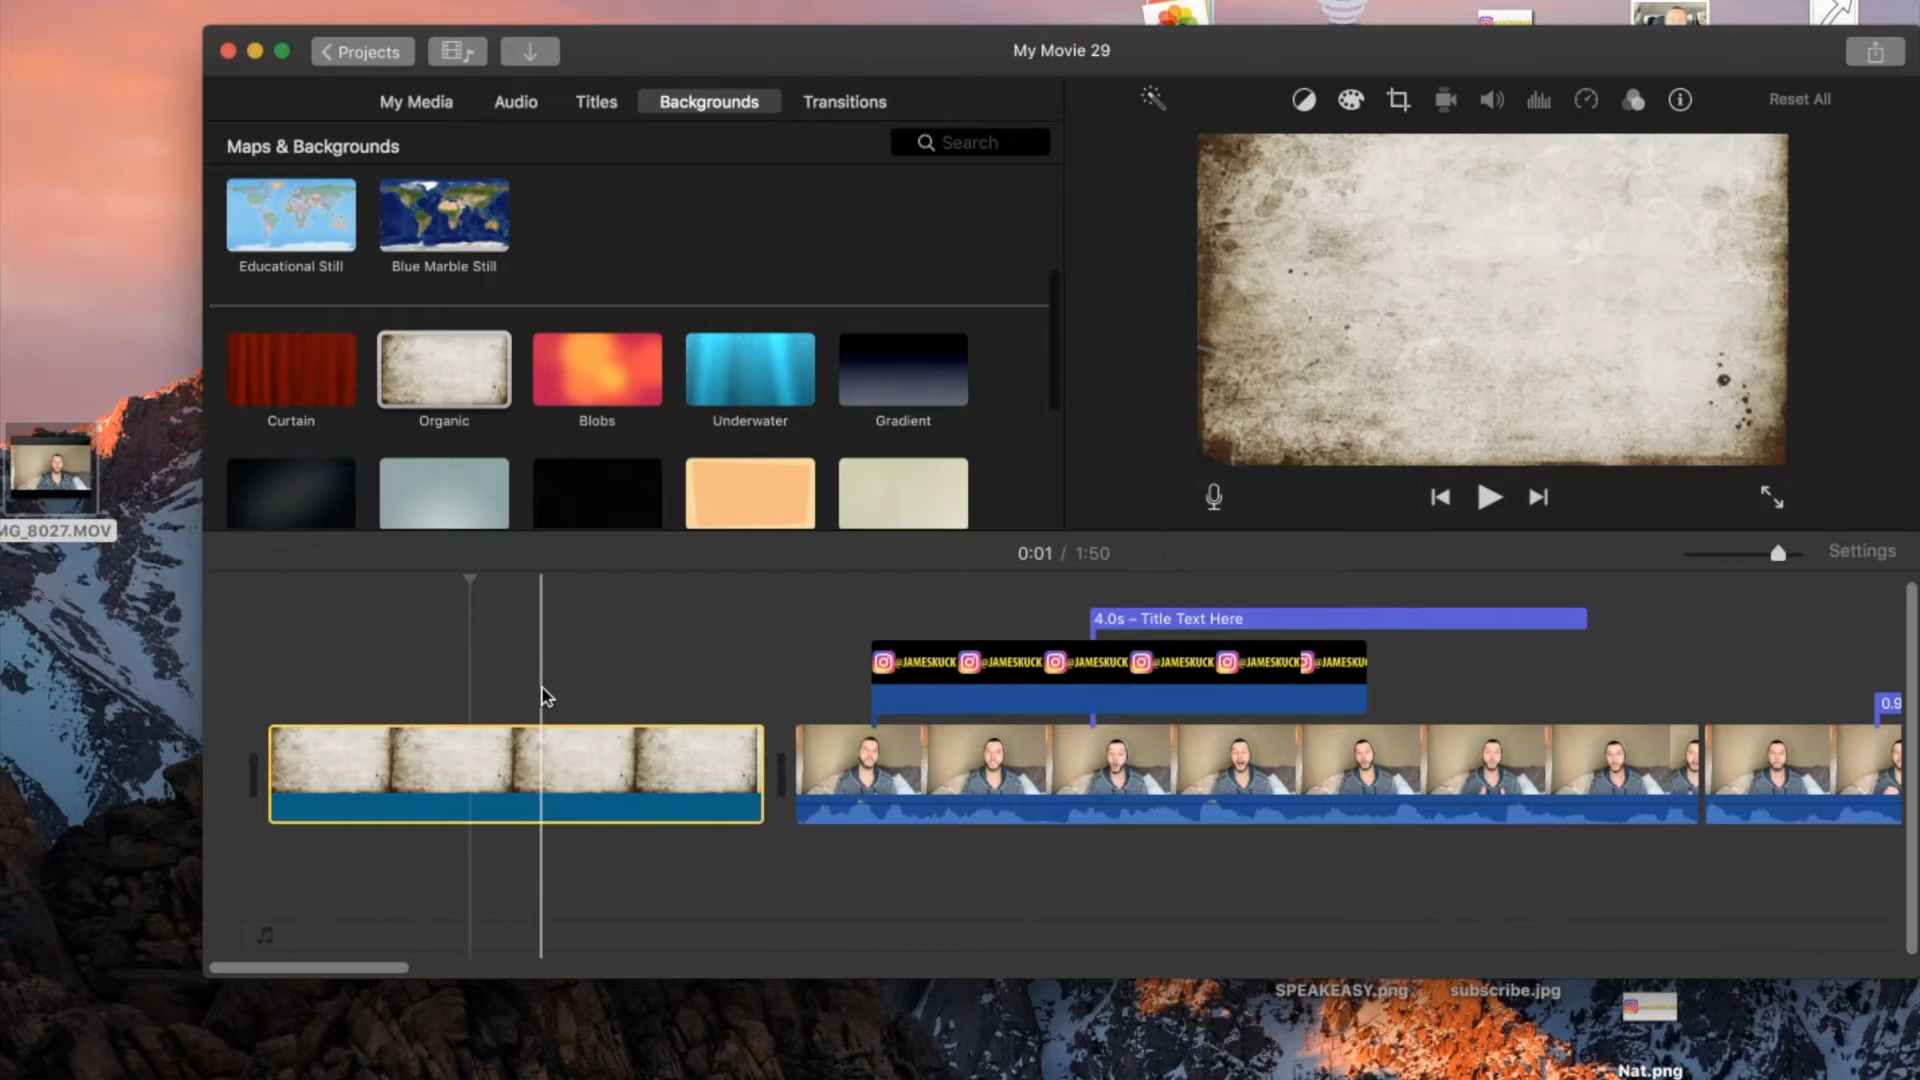 Projects
My Movie 29
My Media
Audio
Titles
Backgrounds
Transitions
Reset All
Maps & Backgrounds
Search
Educational Still
Blue Marble Still
Curtain
Organic
Blobs
Underwater
Gradient
MG_8027.MOV
0:01 / 1:50
Settings
4.0s – Title Text Here
@JAMESKUCK @JAMESKUCK @JAMESKUCK @JAMESKUCK @JAMESKUCK @JAMESKU
0.9
SPEAKEASY.png
subscribe.jpg
Nat.png